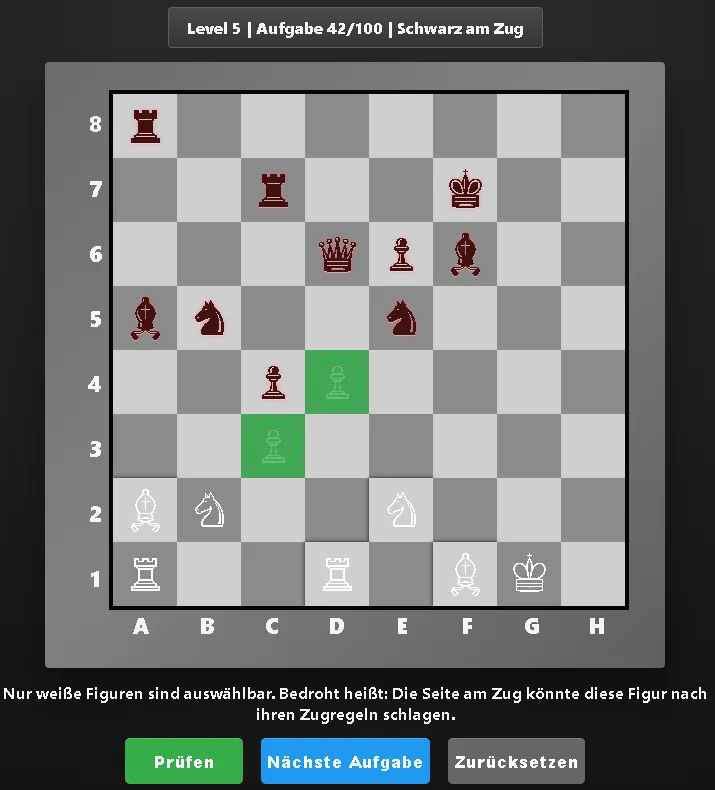 Level 5 | Aufgabe 42/100 | Schwarz am Zug
8
7
6
5
4
3
2
1
A B C D E F G H
Nur weiße Figuren sind auswählbar. Bedroht heißt: Die Seite am Zug könnte diese Figur nach
ihren Zugregeln schlagen.
Prüfen Nächste Aufgabe Zurücksetzen